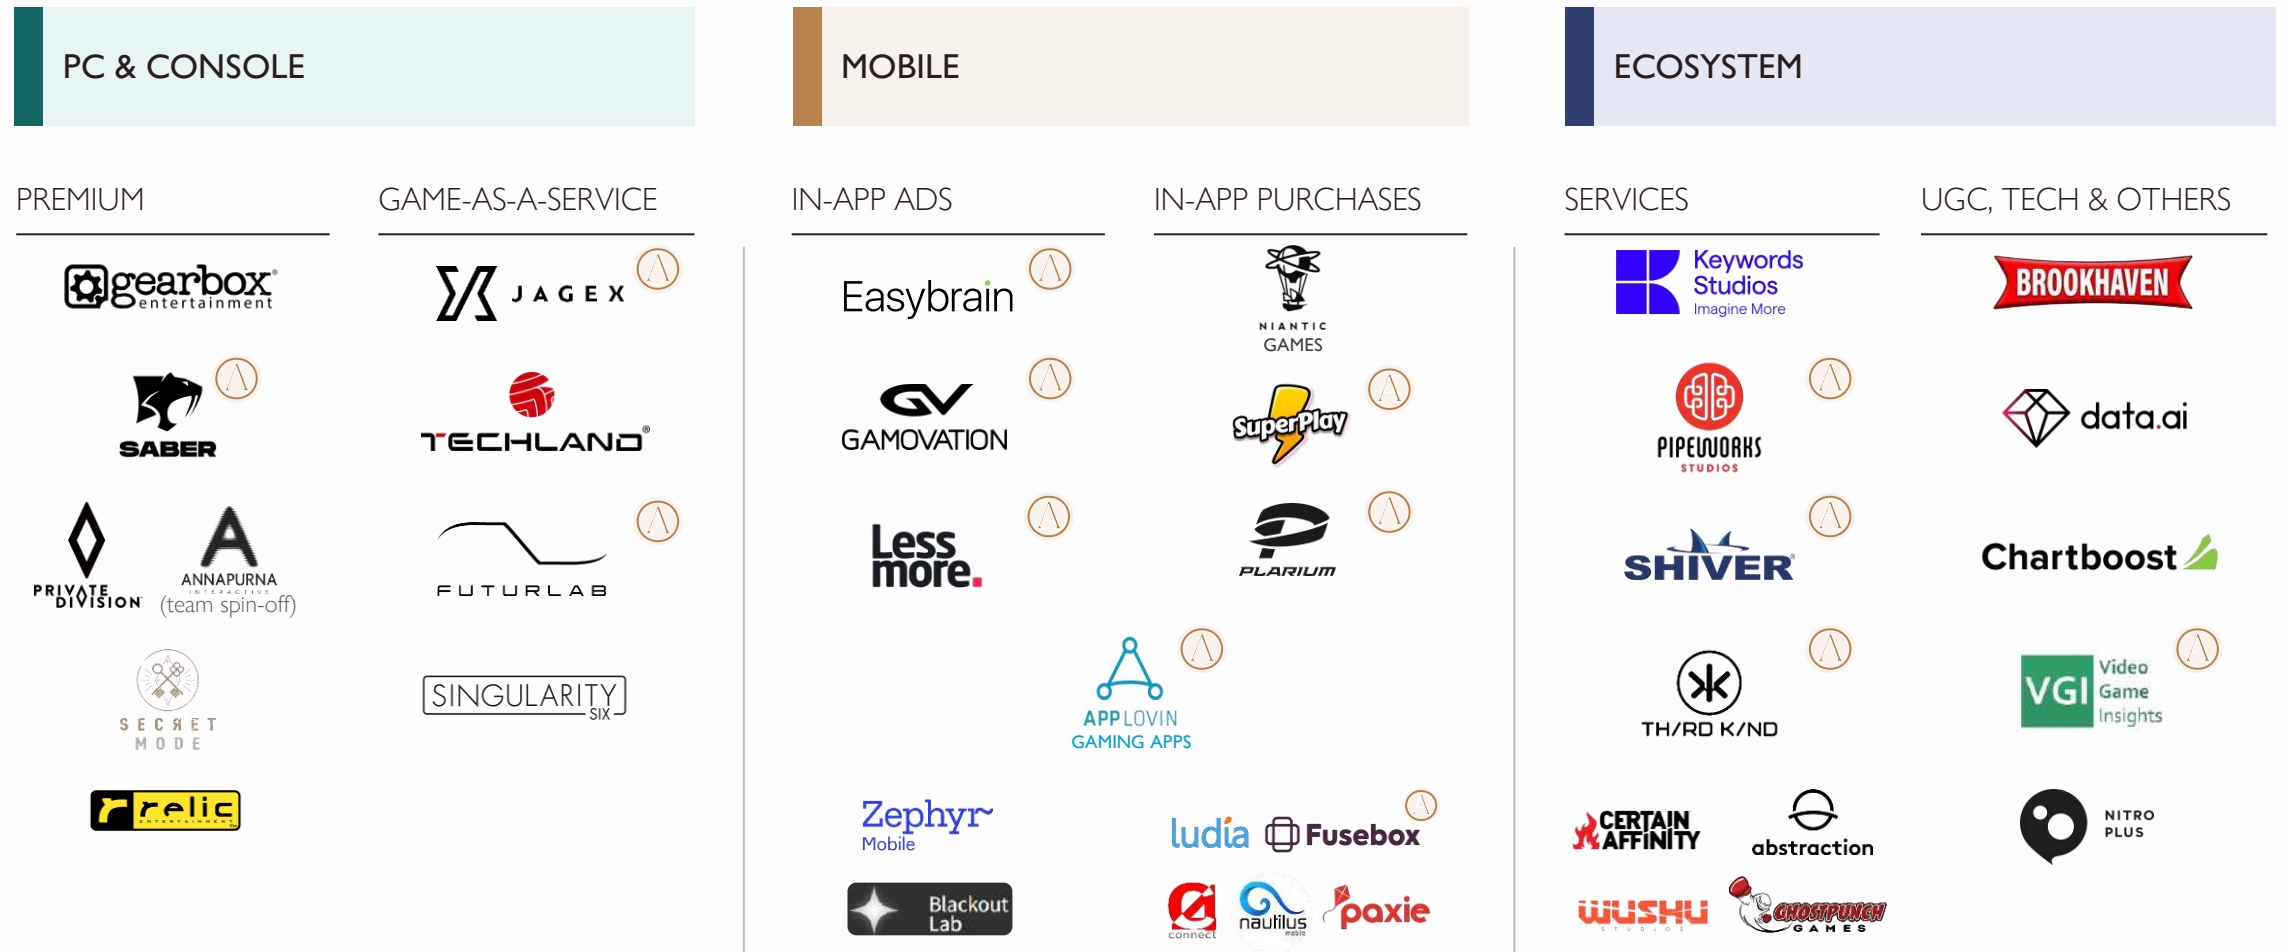 PC & CONSOLE
MOBILE
ECOSYSTEM
PREMIUM
GAME-AS-A-SERVICE
IN-APP ADS
IN-APP PURCHASES
SERVICES
UGC, TECH & OTHERS
gearbox®
entertainment
SABER
PRIVATE
DIVISION
ANNAPURNA
INTERACTIVE
(team spin-off)
SECRET
MODE
relic
ENTERTAINMENT
JAGEX
TECHLAND®
FUTURLAB
SINGULARITY
SIX
Easybrain
GV
GAMOVATION
Less
more.
NIANTIC
GAMES
SuperPlay
PLARIUM
APPLOVIN
GAMING APPS
Zephyr
Mobile
Blackout
Lab
ludia
Fusebox
connect
nautilus
mobile
paxie
Keywords
Studios
Imagine More
PIPEWORKS
STUDIOS
SHIVER
TH/RD K/ND
CERTAIN
AFFINITY
abstraction
WUSHU
STUDIOS
GHOSTPUNCH
GAMES
BROOKHAVEN
data.ai
Chartboost
VGI
Video
Game
Insights
NITRO
PLUS